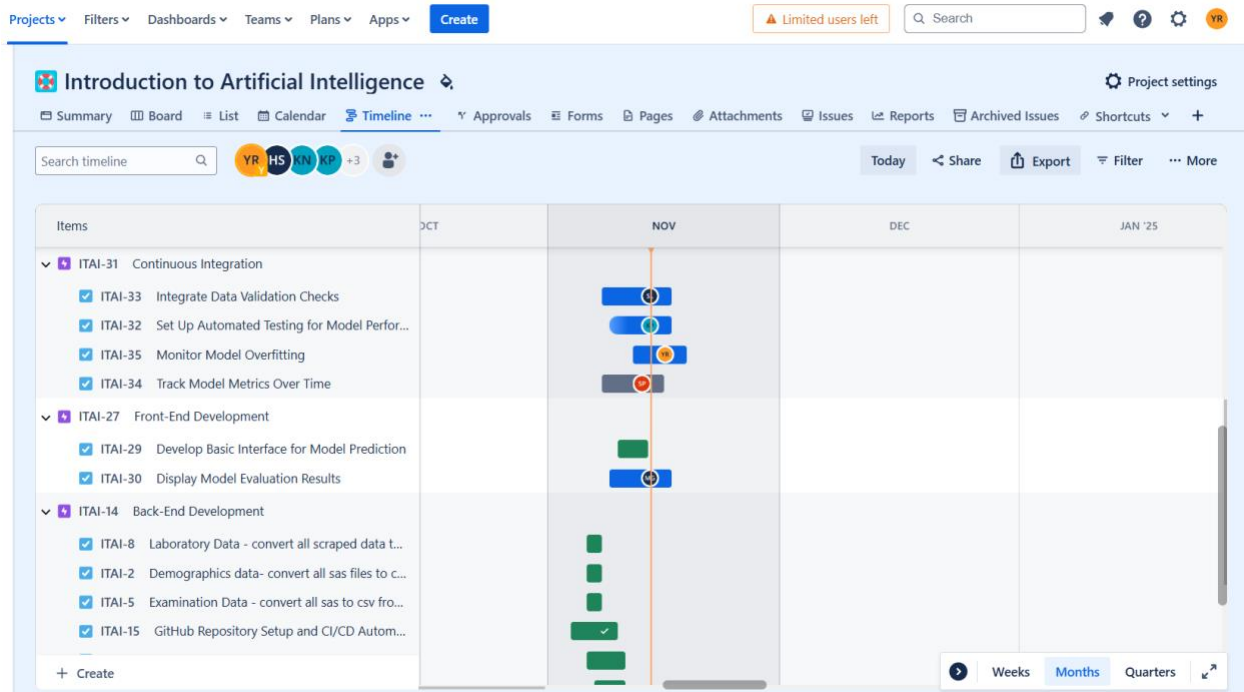 Projects Filters Dashboards Teams Plans Apps Create Limited users left Search YR
Introduction to Artificial Intelligence Project settings
Summary Board List Calendar Timeline Approvals Forms Pages Attachments Issues Reports Archived Issues Shortcuts
Search timeline YR HS KN KP +3 Today Share Export Filter More
Items OCT NOV DEC JAN '25
ITAI-31 Continuous Integration
ITAI-33 Integrate Data Validation Checks
ITAI-32 Set Up Automated Testing for Model Perfor...
ITAI-35 Monitor Model Overfitting YR
ITAI-34 Track Model Metrics Over Time SP
ITAI-27 Front-End Development
ITAI-29 Develop Basic Interface for Model Prediction
ITAI-30 Display Model Evaluation Results
ITAI-14 Back-End Development
ITAI-8 Laboratory Data - convert all scraped data t...
ITAI-2 Demographics data- convert all sas files to c...
ITAI-5 Examination Data - convert all sas to csv fro...
ITAI-15 GitHub Repository Setup and CI/CD Autom...
+ Create Weeks Months Quarters